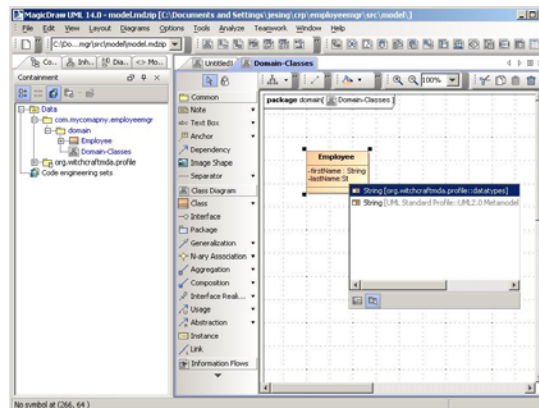 MagicDraw UML 14.0 - model.mdzip [C:\Documents and Settings\jesing\crp\employeemgr\src\model\]
File Edit View Layout Diagrams Options Tools Analyze Teamwork Window Help
C:\Do...mgr\src\model\model.mdzip
Co... Inh... Dia... Mo...
Untitled1 Domain-Classes
Containment
100%
Data
com.mycomapny.employeemgr
domain
Employee
Domain-Classes
org.witchcraftmda.profile
Code engineering sets
Common
Note
abc Text Box
Anchor
Dependency
Image Shape
Separator
Class Diagram
Class
Interface
Package
Generalization
N-ary Association
Aggregation
Composition
Interface Reali...
Usage
Abstraction
Instance
Link
Information Flows
package domain[ Domain-Classes ]
Employee
-firstName : String
-lastName:St
String [org.witchcraftmda.profile::datatypes]
String [UML Standard Profile::UML2.0 Metamodel
No symbol at (266, 64 )